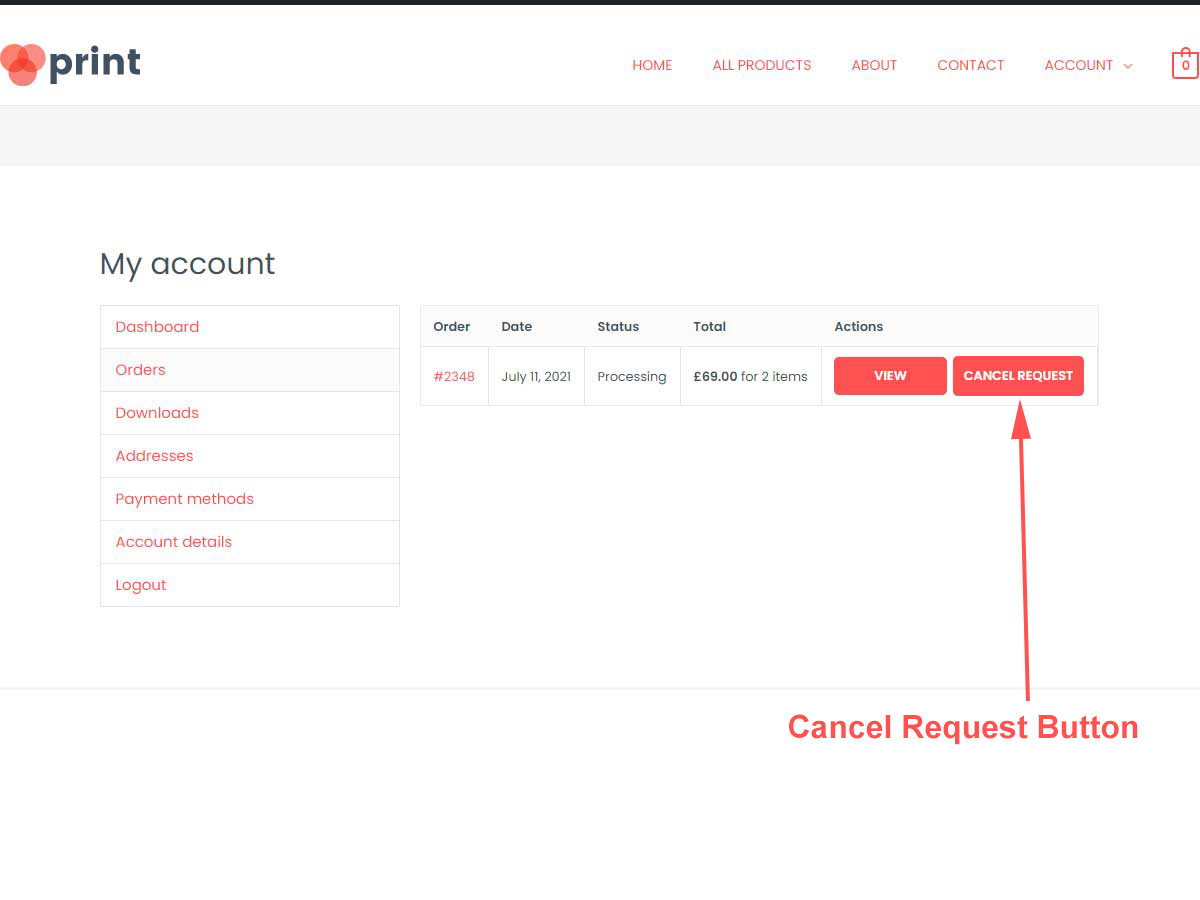 print
HOME ALL PRODUCTS ABOUT CONTACT ACCOUNT 0
My account
Dashboard
Orders
Downloads
Addresses
Payment methods
Account details
Logout
Order Date Status Total Actions
#2348 July 11, 2021 Processing £69.00 for 2 items VIEW CANCEL REQUEST
Cancel Request Button